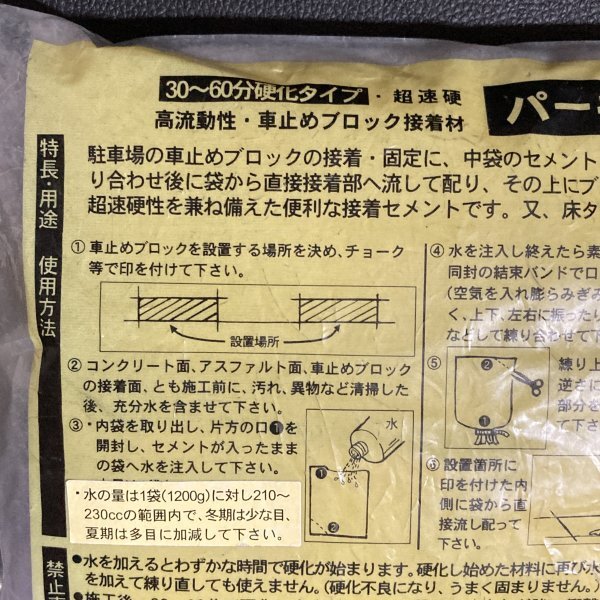 30〜60分硬化タイプ・超速硬
高流動性・車止めブロック接着材
パー
特長・用途
駐車場の車止めブロックの接着・固定に、中袋のセメント
り合わせ後に袋から直接接着部へ流して配り、その上にブ
超速硬性を兼ね備えた便利な接着セメントです。又、床タ
使用方法
①車止めブロックを設置する場所を決め、チョーク
等で印を付けて下さい。
設置場所
②コンクリート面、アスファルト面、車止めブロック
の接着面、とも施工前に、汚れ、異物など清掃した
後、充分水を含ませて下さい。
③・内袋を取り出し、片方の口❶を
開封し、セメントが入ったまま
の袋へ水を注入して下さい。
水
❶
❷
・水の量は1袋(1200g)に対し210〜
230ccの範囲内で、冬期は少な目、
夏期は多目に加減して下さい。
④水を注入し終えたら素
同封の結束バンドで口
(空気を入れ膨らみぎみ
く、上下、左右に振ったり
などして練り合わせて下
⑤
❷
❶
練り上
逆さに
部分を
て下さ
設置箇所に
印を付けた内
側に袋から直
接流し配って
下さい。
禁止
●水を加えるとわずかな時間で硬化が始まります。硬化し始めた材料に再び水
を加えて練り直しても使えません。(硬化不良になり、うまく固まりません。)